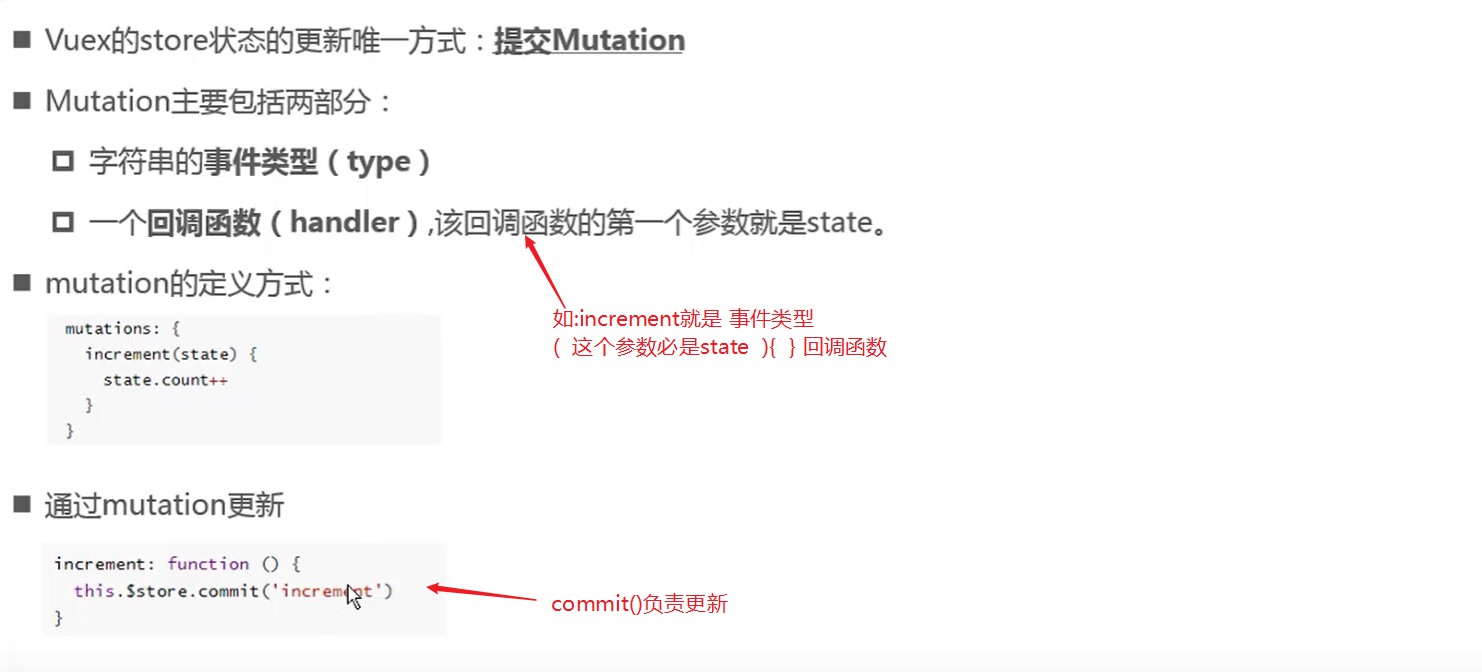 Vuex的store状态的更新唯一方式：提交Mutation
Mutation主要包括两部分：
字符串的事件类型（type）
一个回调函数（handler）,该回调函数的第一个参数就是state。
mutation的定义方式：
如:increment就是 事件类型
( 这个参数必是state ){ } 回调函数
mutations: {
increment(state) {
state.count++
}
}
通过mutation更新
increment: function () {
this.$store.commit('increment')
}
commit()负责更新